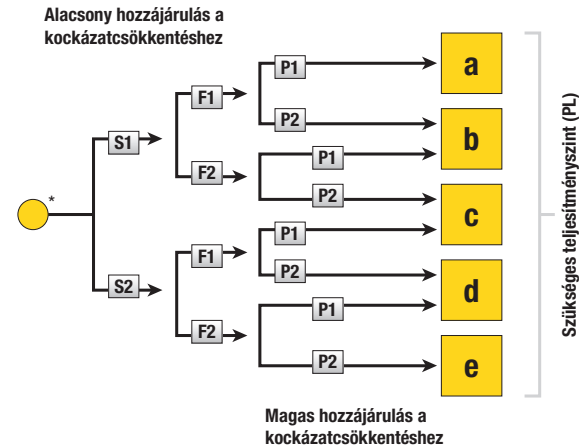 Alacsony hozzájárulás a
kockázatcsökkentéshez
P1
a
F1
P2
b
S1
P1
F2
P2
c
*
P1
F1
P2
d
S2
P1
F2
P2
e
Szükséges teljesítményszint (PL)
Magas hozzájárulás a
kockázatcsökkentéshez